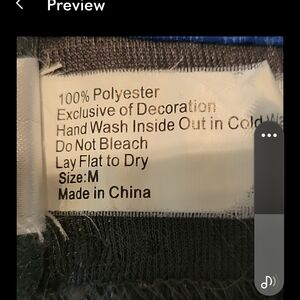 Preview
100% Polyester
Exclusive of Decoration
Hand Wash Inside Out in Cold
Do Not Bleach
Lay Flat to Dry
Size:M
Made in China